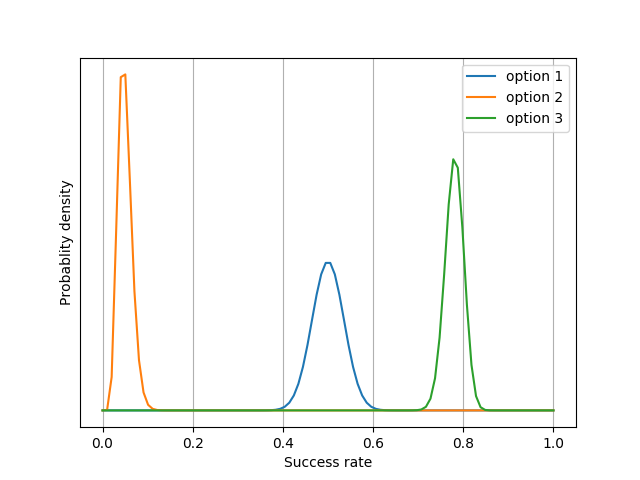 option 1
option 2
option 3
Probablity density
0.0 0.2 0.4 0.6 0.8 1.0
Success rate